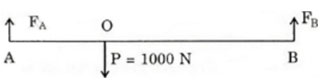 F_A O F_B
A P = 1000 N B